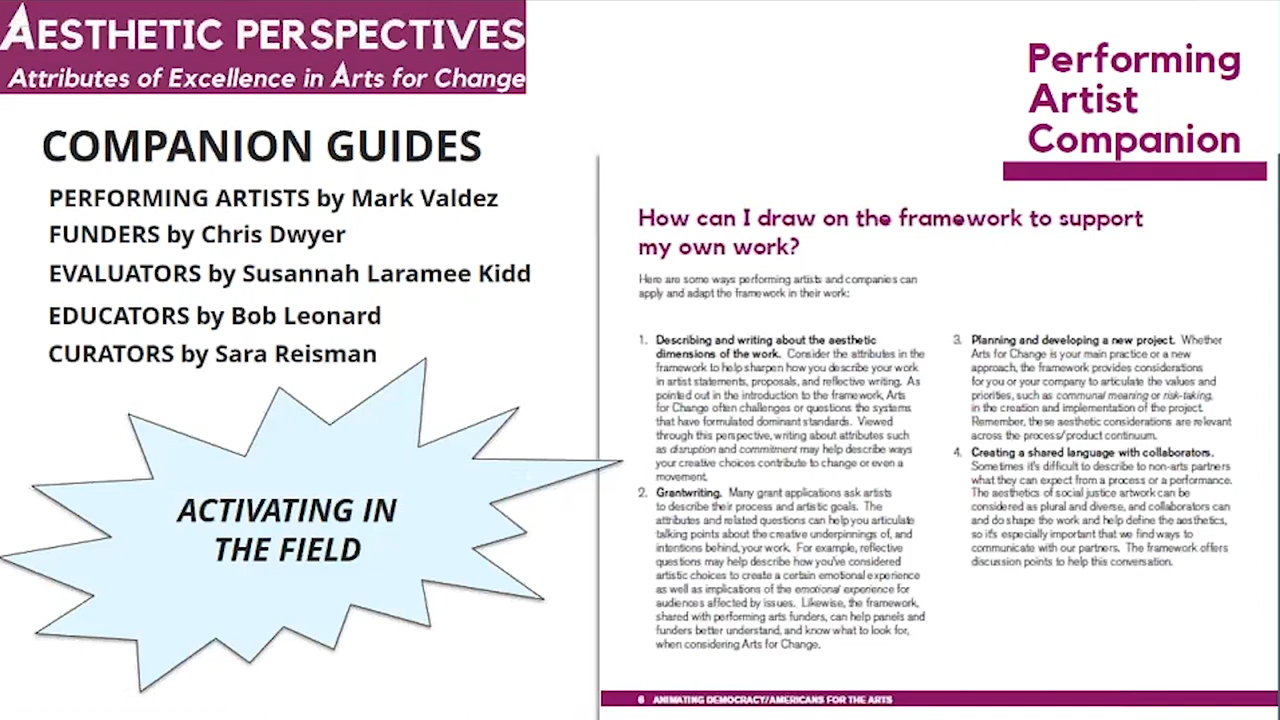 AESTHETIC PERSPECTIVES
Attributes of Excellence in Arts for Change
COMPANION GUIDES
PERFORMING ARTISTS by Mark Valdez
FUNDERS by Chris Dwyer
EVALUATORS by Susannah Laramee Kidd
EDUCATORS by Bob Leonard
CURATORS by Sara Reisman
ACTIVATING IN
THE FIELD
Performing
Artist
Companion
How can I draw on the framework to support
my own work?
Here are some ways performing artists and companies can
apply and adapt the framework in their work:
1. Describing and writing about the aesthetic
dimensions of the work. Consider the attributes in the
framework to help sharpen how you describe your work
in artist statements, proposals, and reflective writing. As
pointed out in the introduction to the framework, Arts
for Change often challenges or questions the systems
that have formulated dominant standards. Viewed
through this perspective, writing about attributes such
as disruption and commitment may help describe ways
your creative choices contribute to change or even a
movement.
2. Grantwriting. Many grant applications ask artists
to describe their process and artistic goals. The
attributes and related questions can help you articulate
talking points about the creative underpinnings of, and
intentions behind, your work. For example, reflective
questions may help describe how you've considered
artistic choices to create a certain emotional experience
as well as implications of the emotional experience for
audiences affected by issues. Likewise, the framework,
shared with performing arts funders, can help panels and
funders better understand, and know what to look for,
when considering Arts for Change.
3. Planning and developing a new project. Whether
Arts for Change is your main practice or a new
approach, the framework provides considerations
for you or your company to articulate the values and
priorities, such as communal meaning or risk-taking,
in the creation and implementation of the project.
Remember, these aesthetic considerations are relevant
across the process/product continuum.
4. Creating a shared language with collaborators.
Sometimes it's difficult to describe to non-arts partners
what they can expect from a process or a performance.
The aesthetics of social justice artwork can be
considered as plural and diverse, and collaborators can
and do shape the work and help define the aesthetics,
so it's especially important that we find ways to
communicate with our partners. The framework offers
discussion points to help this conversation.
6 ANIMATING DEMOCRACY/AMERICANS FOR THE ARTS